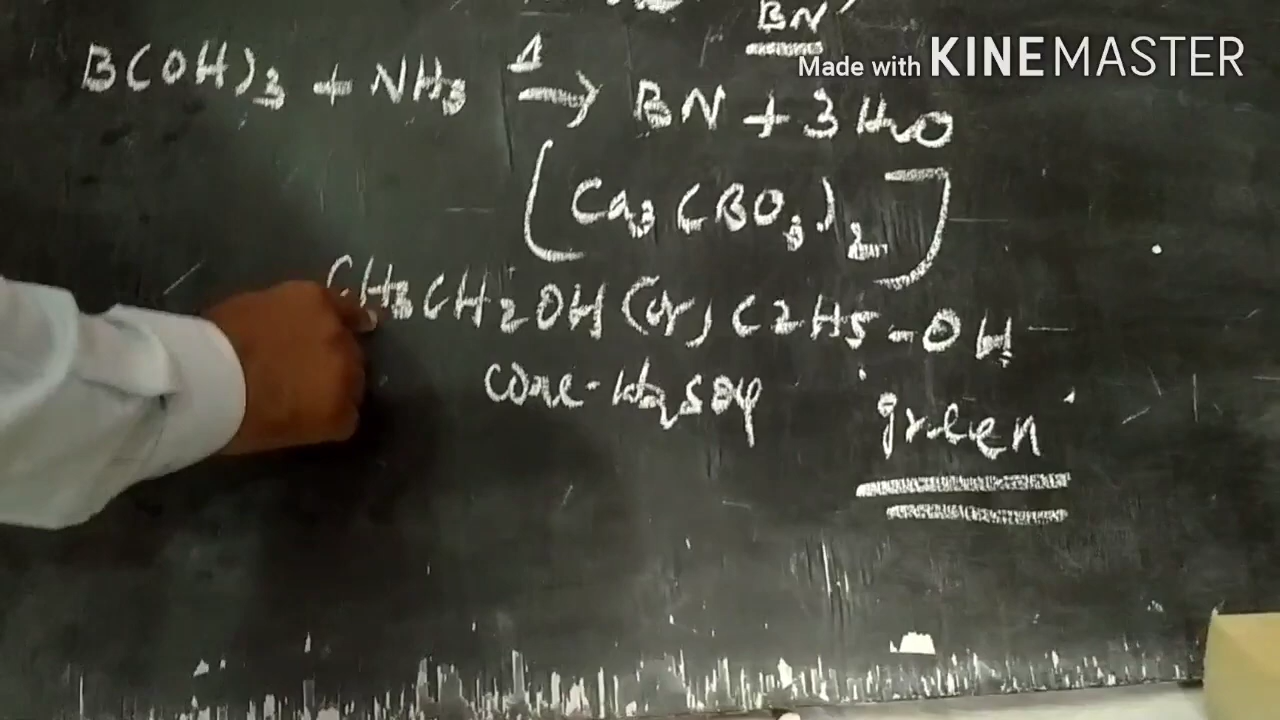 BN
Made with KINEMASTER
B(OH)3 + NH3 Δ→ BN + 3H2O
(Ca3(BO3)2)
CH3CH2OH (or) C2H5-OH
conc-H2SO4
green